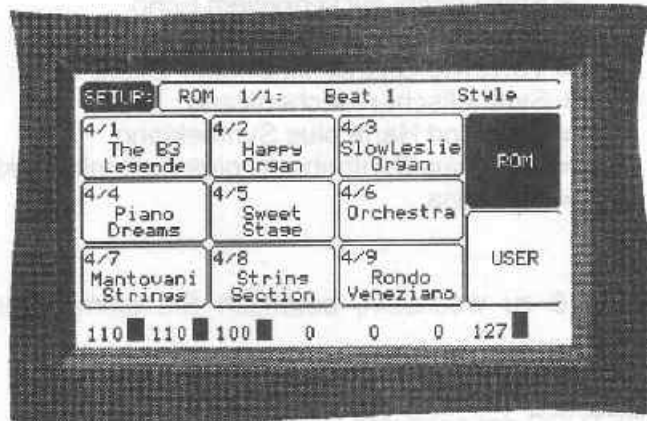 SETUP: ROM 1/1: Beat 1 Style
4/1 The B3 Legende
4/2 Happy Organ
4/3 SlowLeslie Organ
ROM
4/4 Piano Dreams
4/5 Sweet Stage
4/6 Orchestra
4/7 Mantovani Strings
4/8 String Section
4/9 Rondo Veneziano
USER
110 110 100 0 0 0 127